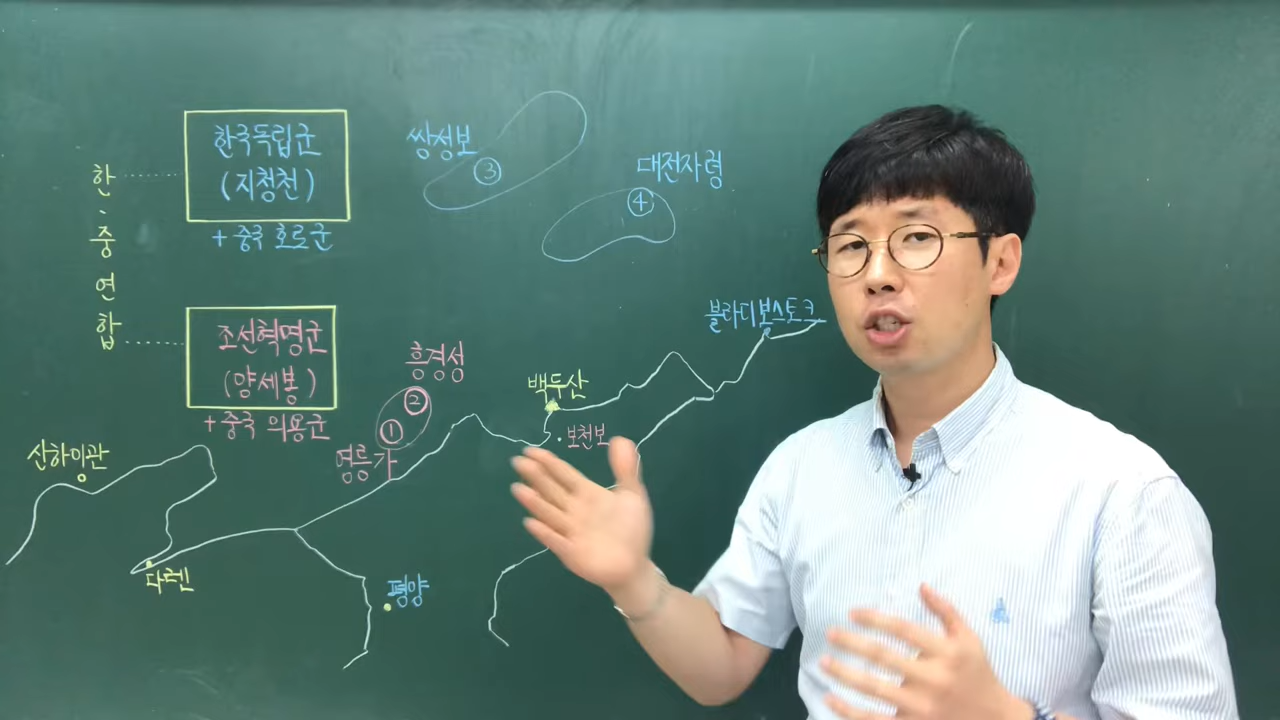 한·중연합
한국독립군
(지청천)
+ 중국 호로군
조선혁명군
(양세봉)
+ 중국 의용군
쌍성보
③
대전자령
④
블라디보스토크
흥경성
②
①
영릉가
백두산
보천보
산하이관
다렌
평양